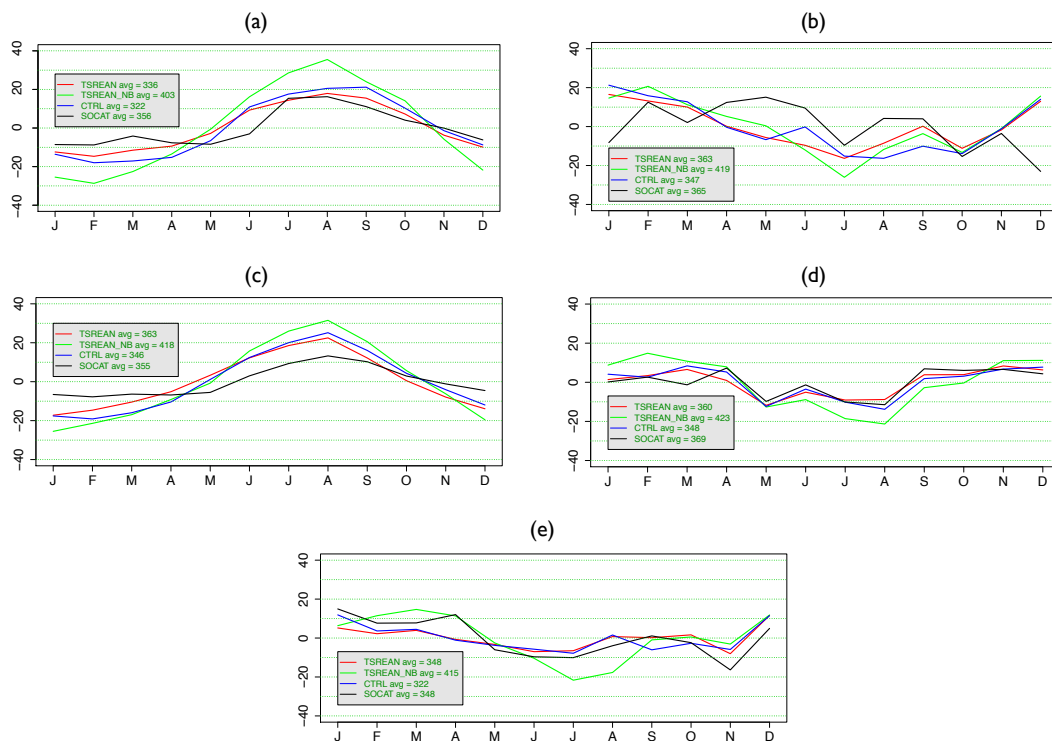 (a)
40
20
0
−20
−40
TSREAN avg = 336
TSREAN_NB avg = 403
CTRL avg = 322
SOCAT avg = 356
J F M A M J J A S O N D
(b)
40
20
0
−20
−40
TSREAN avg = 363
TSREAN_NB avg = 419
CTRL avg = 347
SOCAT avg = 365
J F M A M J J A S O N D
(c)
40
20
0
−20
−40
TSREAN avg = 363
TSREAN_NB avg = 418
CTRL avg = 346
SOCAT avg = 355
J F M A M J J A S O N D
(d)
40
20
0
−20
−40
TSREAN avg = 360
TSREAN_NB avg = 423
CTRL avg = 348
SOCAT avg = 369
J F M A M J J A S O N D
(e)
40
20
0
−20
−40
TSREAN avg = 348
TSREAN_NB avg = 415
CTRL avg = 322
SOCAT avg = 348
J F M A M J J A S O N D